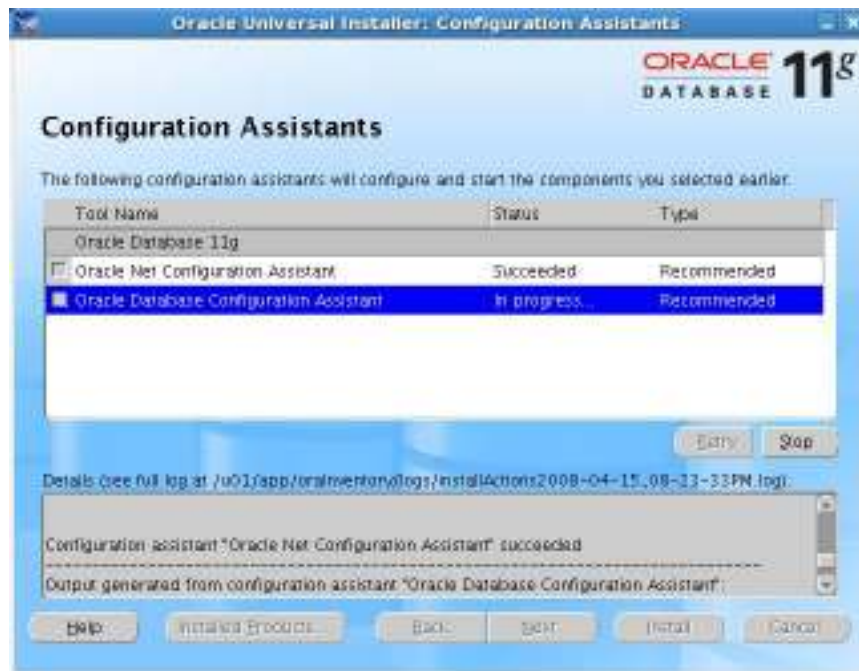 Oracle Universal Installer: Configuration Assistants
ORACLE 11g
DATABASE
Configuration Assistants
The following configuration assistants will configure and start the components you selected earlier.
Tool Name Status Type
Oracle Database 11g
Oracle Net Configuration Assistant Succeeded Recommended
Oracle Database Configuration Assistant In progress... Recommended
Retry Stop
Details (see full log at /u01/app/oraInventory/logs/installActions2008-04-15_08-13-33PM.log):
Configuration assistant "Oracle Net Configuration Assistant" succeeded
Output generated from configuration assistant "Oracle Database Configuration Assistant":
Help Installed Products... Back Next Install Cancel